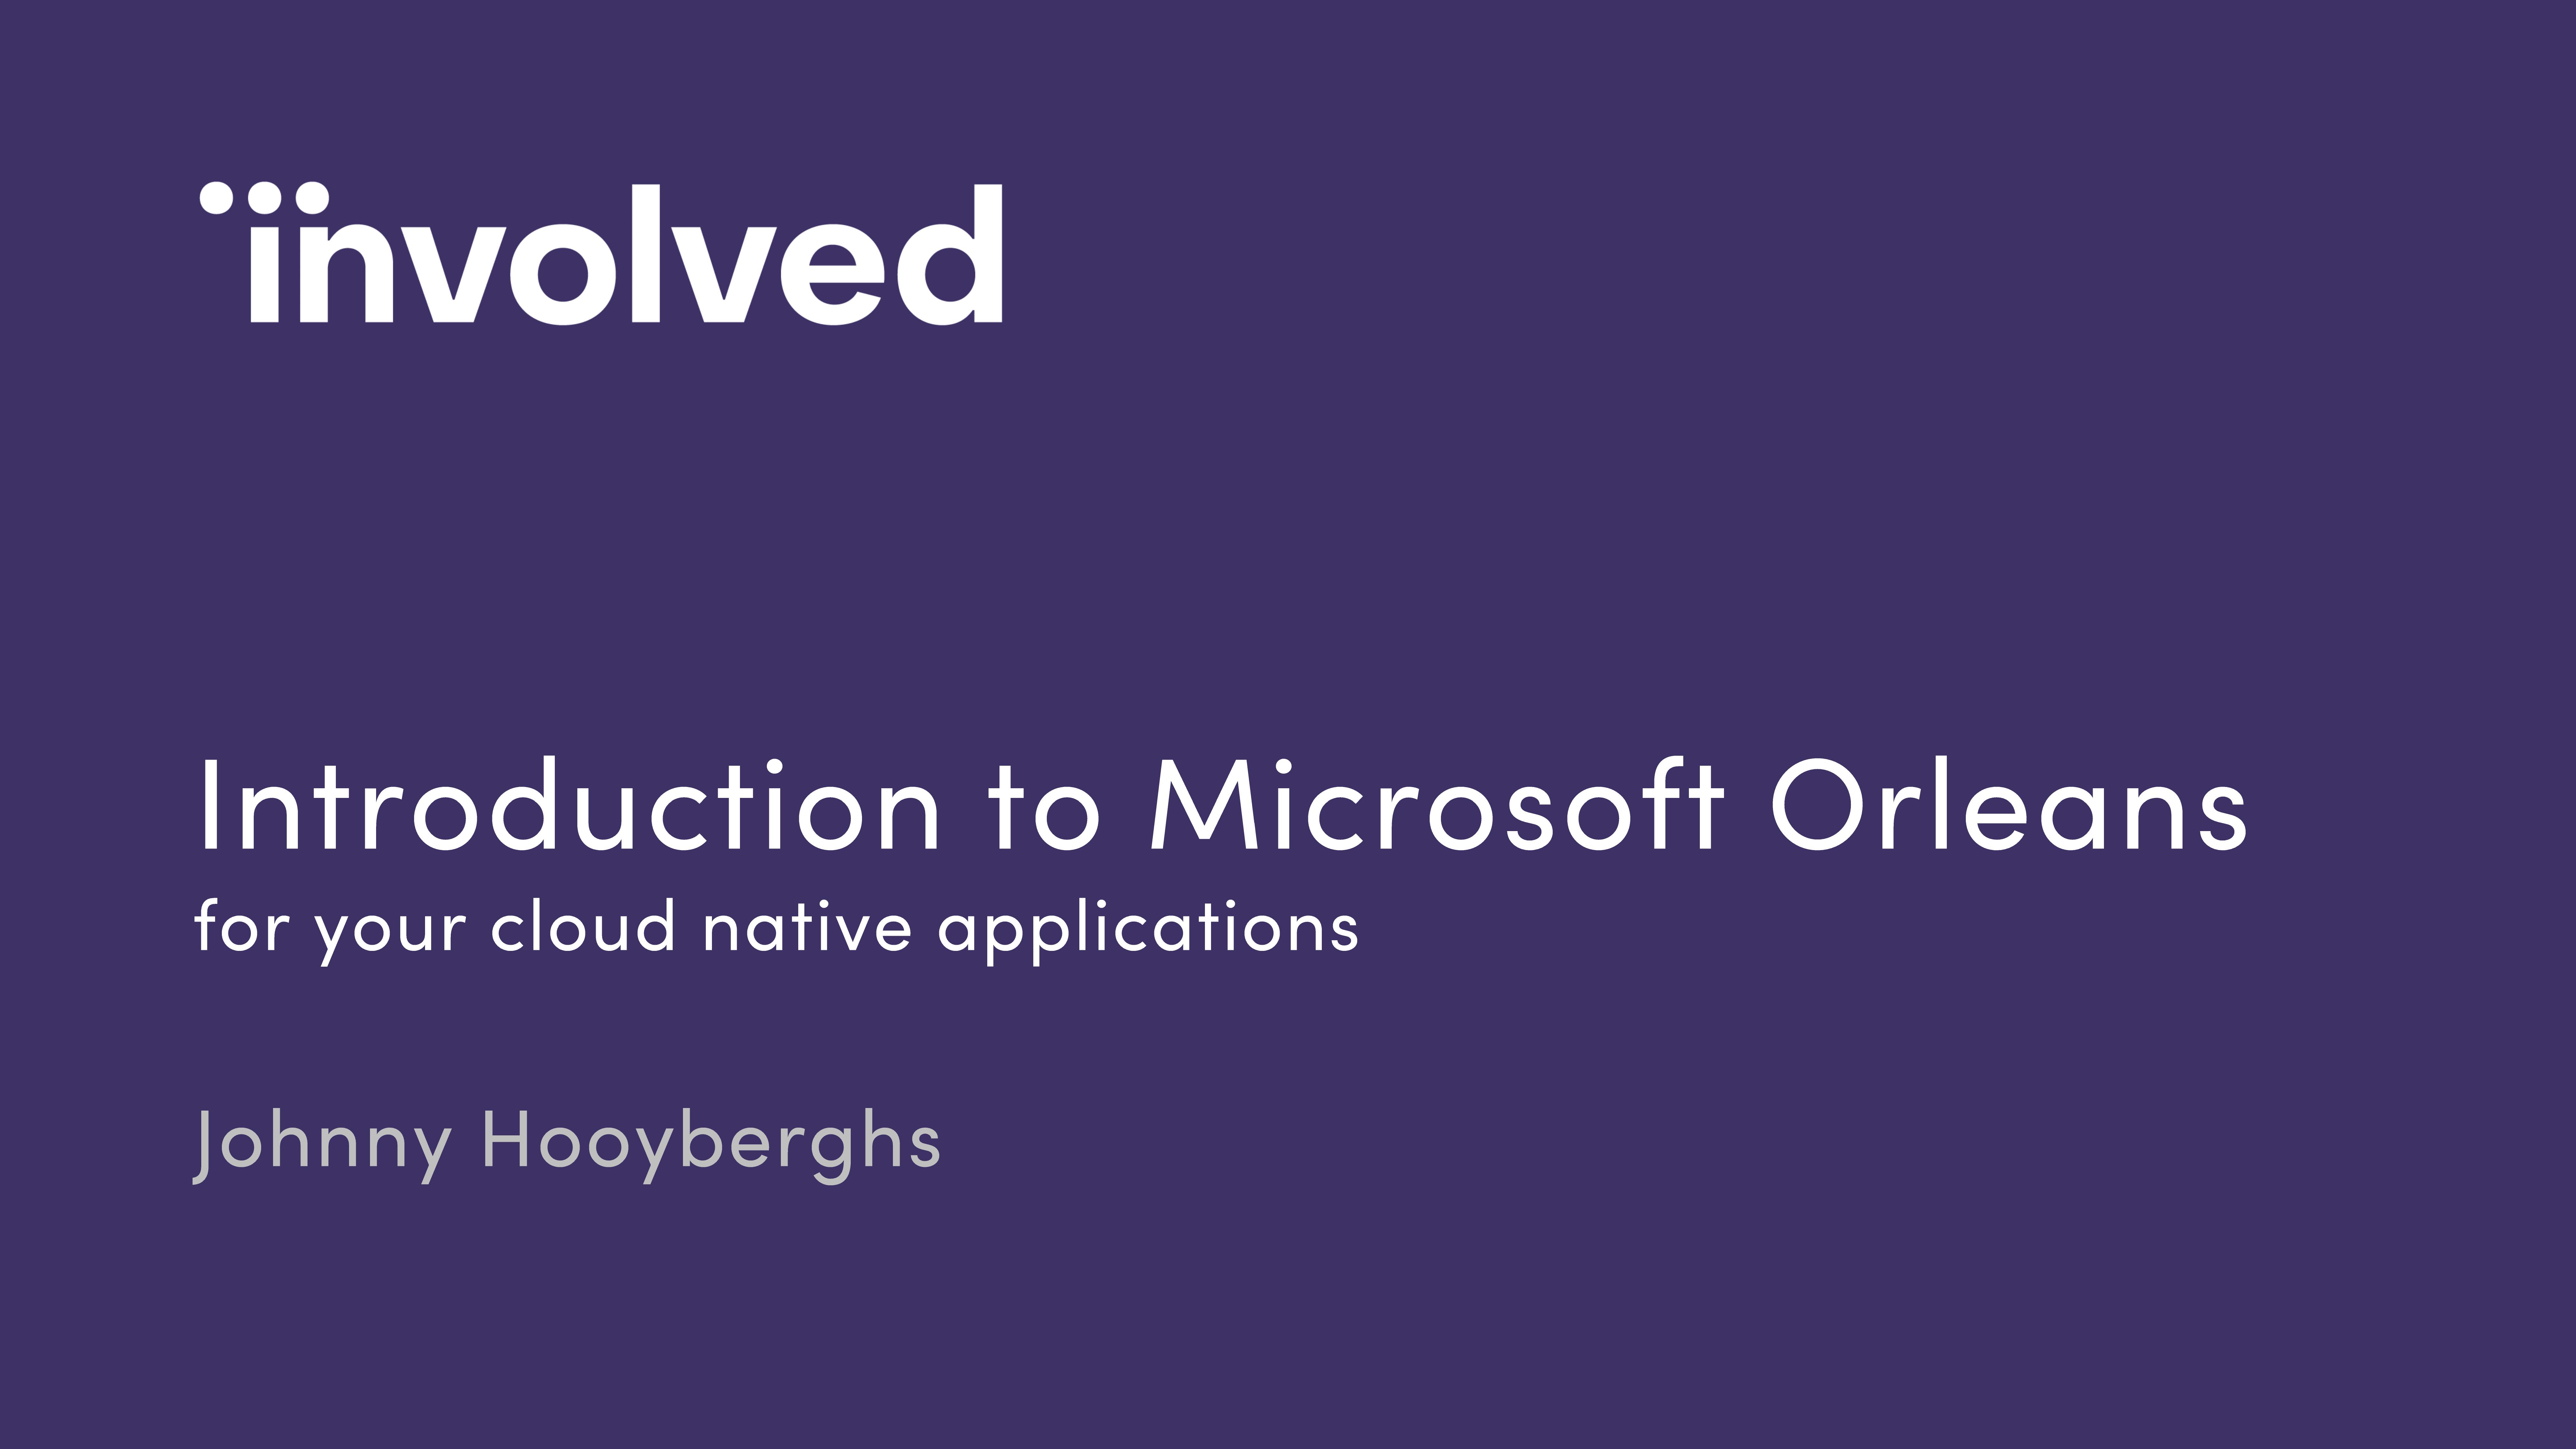 involved
Introduction to Microsoft Orleans
for your cloud native applications
Johnny Hooyberghs